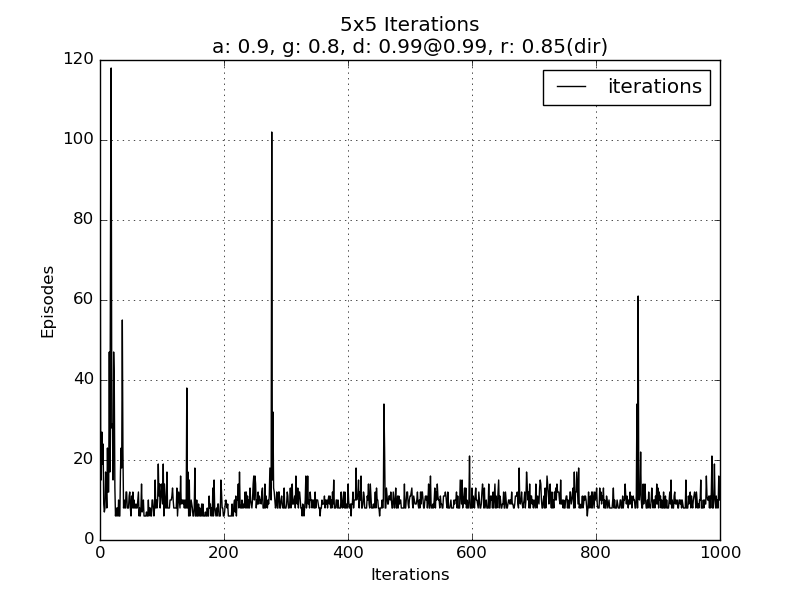 5x5 Iterations
a: 0.9, g: 0.8, d: 0.99@0.99, r: 0.85(dir)
iterations
120
100
80
60
40
20
0
Episodes
0 200 400 600 800 1000
Iterations